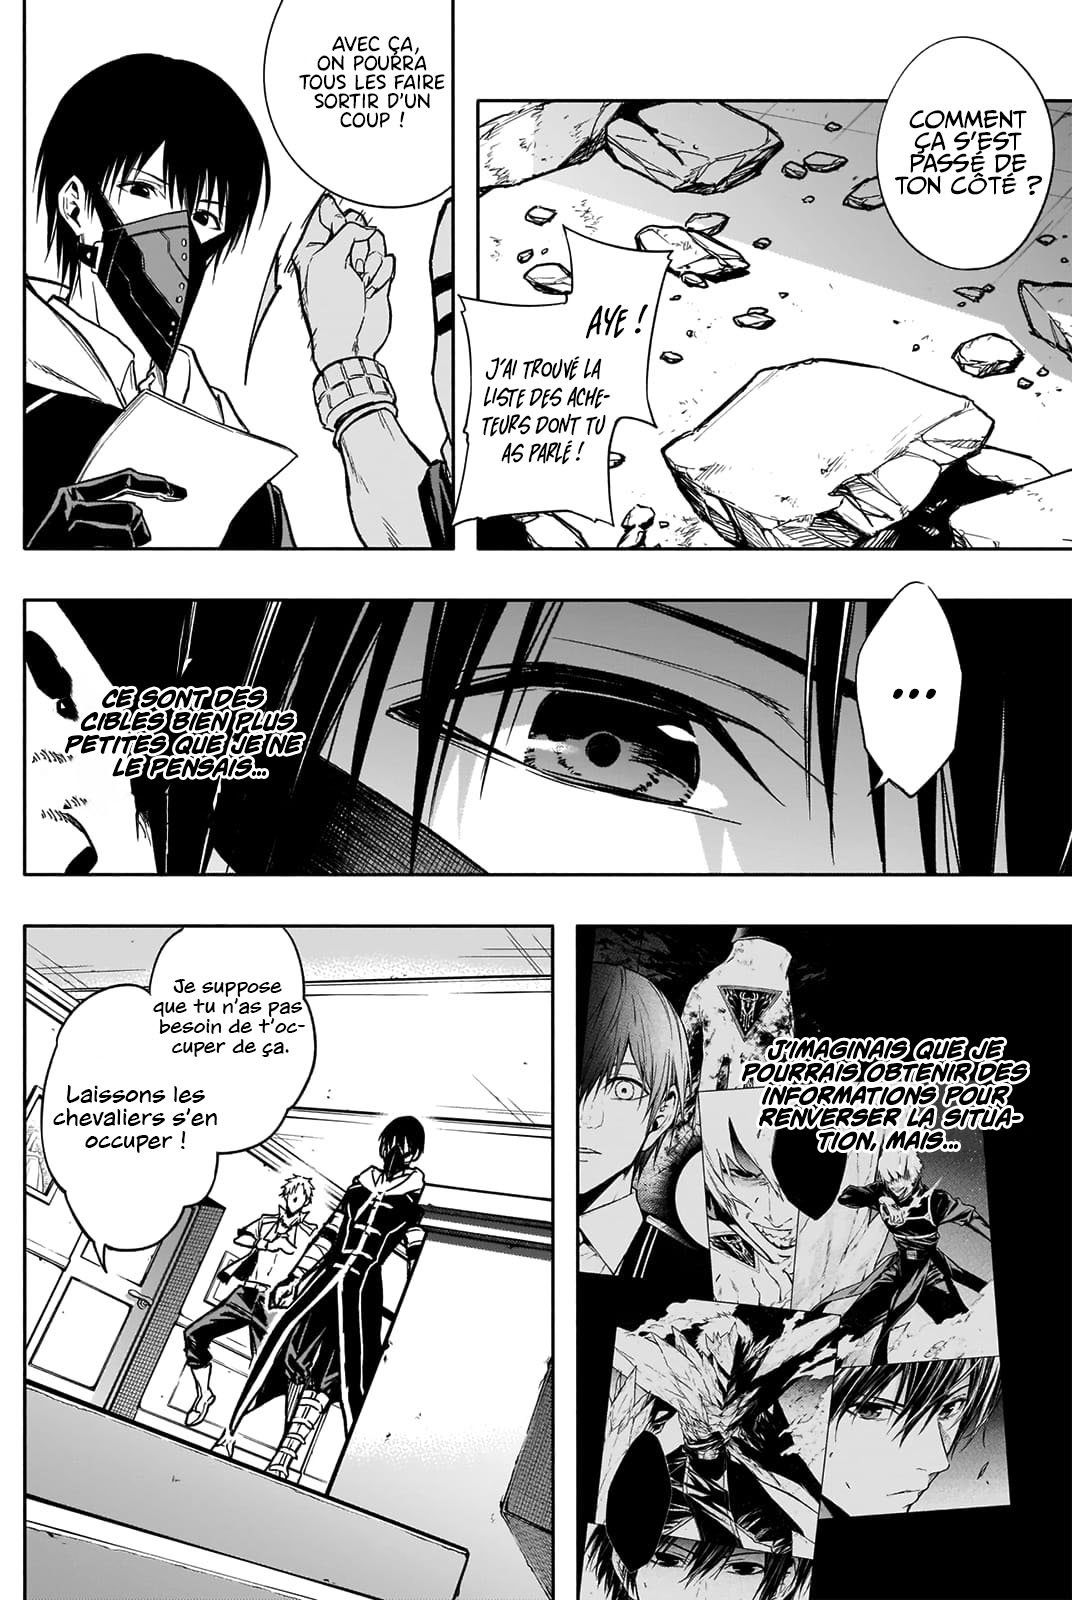 COMMENT
ÇA S'EST
PASSÉ DE
TON CÔTÉ ?
AYE !
J'AI TROUVÉ LA
LISTE DES ACHE-
TEURS DONT TU
AS PARLÉ !
AVEC ÇA,
ON POURRA
TOUS LES FAIRE
SORTIR D'UN
COUP !
...
CE SONT DES
CIBLES BIEN PLUS
PETITES QUE JE NE
LE PENSAIS...
J'IMAGINAIS QUE JE
POURRAIS OBTENIR DES
INFORMATIONS POUR
RENVERSER LA SITUA-
TION, MAIS...
Je suppose
que tu n'as pas
besoin de t'oc-
cuper de ça.
Laissons les
chevaliers s'en
occuper !